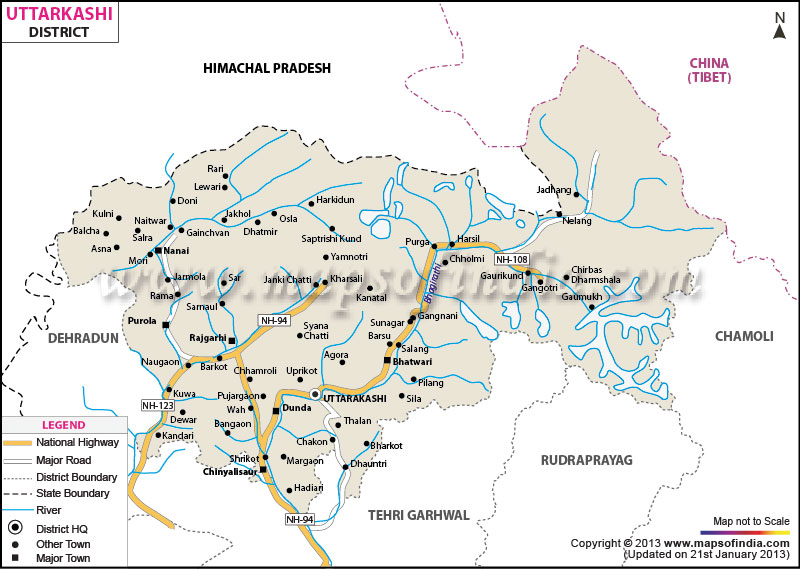 UTTARKASHI
DISTRICT
N
HIMACHAL PRADESH
CHINA
(TIBET)
Rari
Lewari
Doni
Jadhang
Harkidun
Kulni
Naitwar
Jakhol
Osla
Nelang
Balcha
Salra
Gainchvan
Dhatmir
Saptrishi Kund
Asna
Mori
Nanai
Purga
Harsil
Yannotri
Chholmi
NH-108
Jarmola
Sar
Janki Chatti
Kharsali
Gaurikund
Chirbas
Dharmshala
Rama
Kanatal
Bhagirathi
Gangotri
Gaumukh
Sarnaul
www.mapsofindia.com
Purola
NH-94
Syana
Chatti
Sunagar
Gangnani
DEHRADUN
Rajgarhi
Barsu
Salang
CHAMOLI
Naugaon
Barkot
Agora
Bhatwari
Chhamroli
Uprikot
Pilang
Kuwa
Pujargaon
UTTARAKASHI
Sila
NH-123
Wah
Dunda
Dewar
Bangaon
Thalan
Kandari
Chakon
Bharkot
Shrikot
Margaon
Dhauntri
RUDRAPRAYAG
Chinyalisaur
Hadiari
NH-94
TEHRI GARHWAL
LEGEND
National Highway
Major Road
District Boundary
State Boundary
River
District HQ
Other Town
Major Town
Map not to Scale
Copyright © 2013 www.mapsofindia.com
(Updated on 21st January 2013)